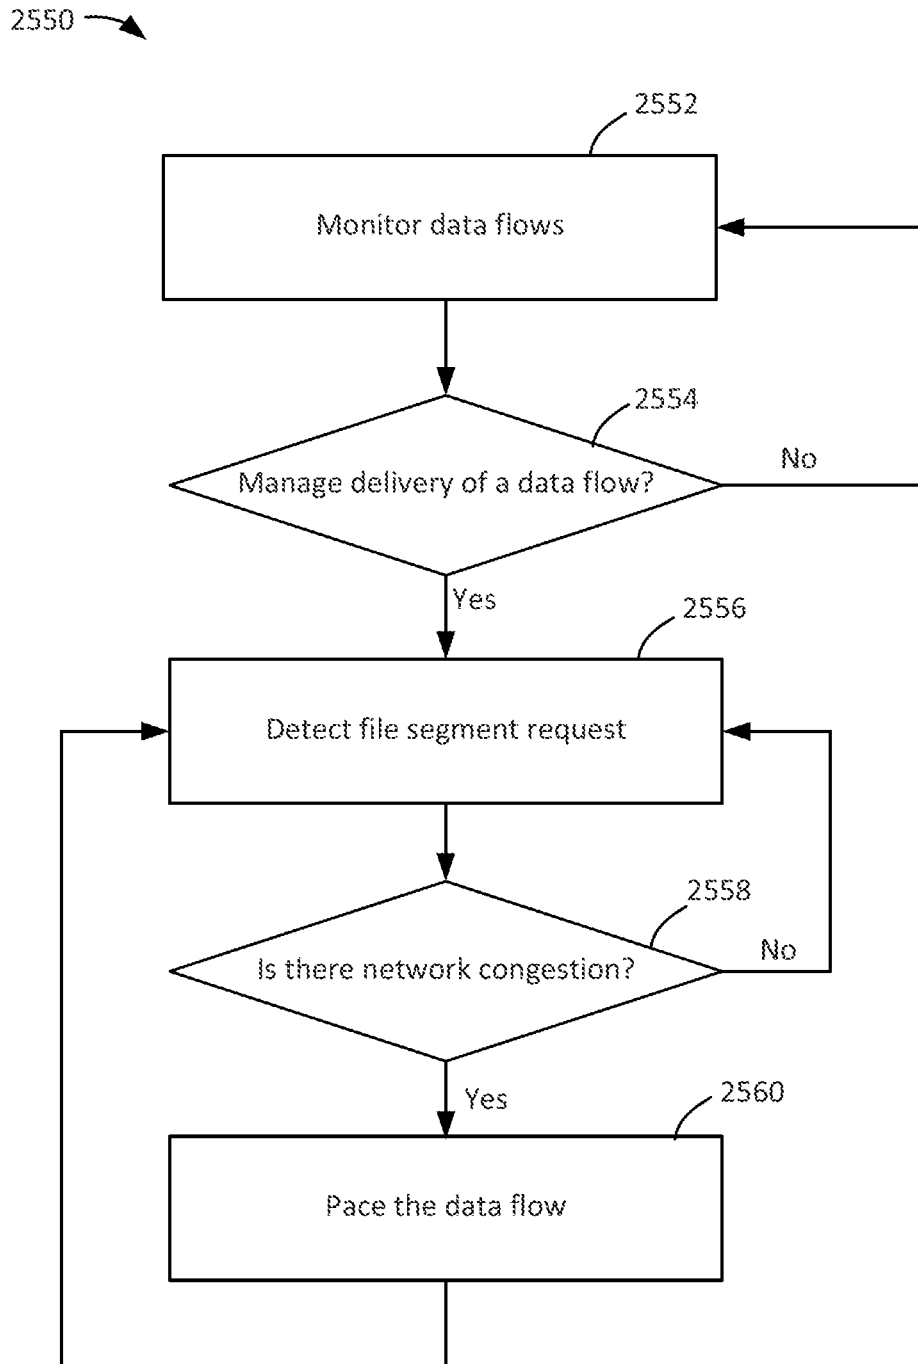 2550
2552
Monitor data flows
2554
Manage delivery of a data flow?
No
Yes
2556
Detect file segment request
2558
Is there network congestion?
No
Yes
2560
Pace the data flow